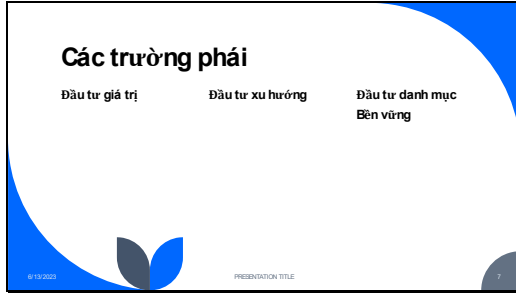 Các trường phái
Đầu tư giá trị
Đầu tư xu hướng
Đầu tư danh mục
Bền vững
6/13/2023
PRESENTATION TITLE
7